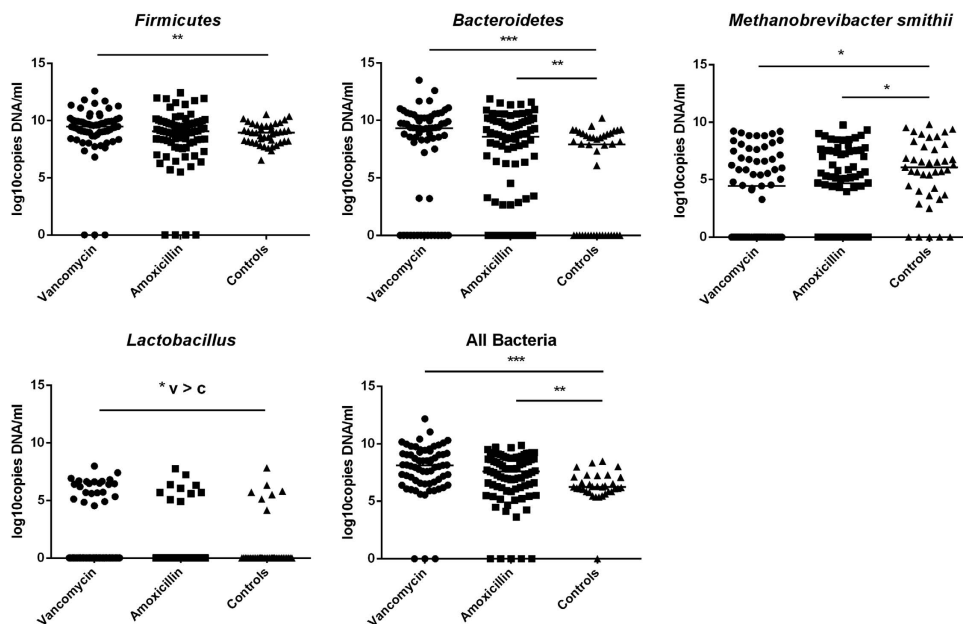 Firmicutes
**
log10copies DNA/ml
15
10
5
0
Vancomycin
Amoxicillin
Controls
Bacteroidetes
***
**
log10copies DNA/ml
15
10
5
0
Vancomycin
Amoxicillin
Controls
Methanobrevibacter smithii
*
*
log10copies DNA/ml
15
10
5
0
Vancomycin
Amoxicillin
Controls
Lactobacillus
* v > c
log10copies DNA/ml
15
10
5
0
Vancomycin
Amoxicillin
Controls
All Bacteria
***
**
log10copies DNA/ml
15
10
5
0
Vancomycin
Amoxicillin
Controls